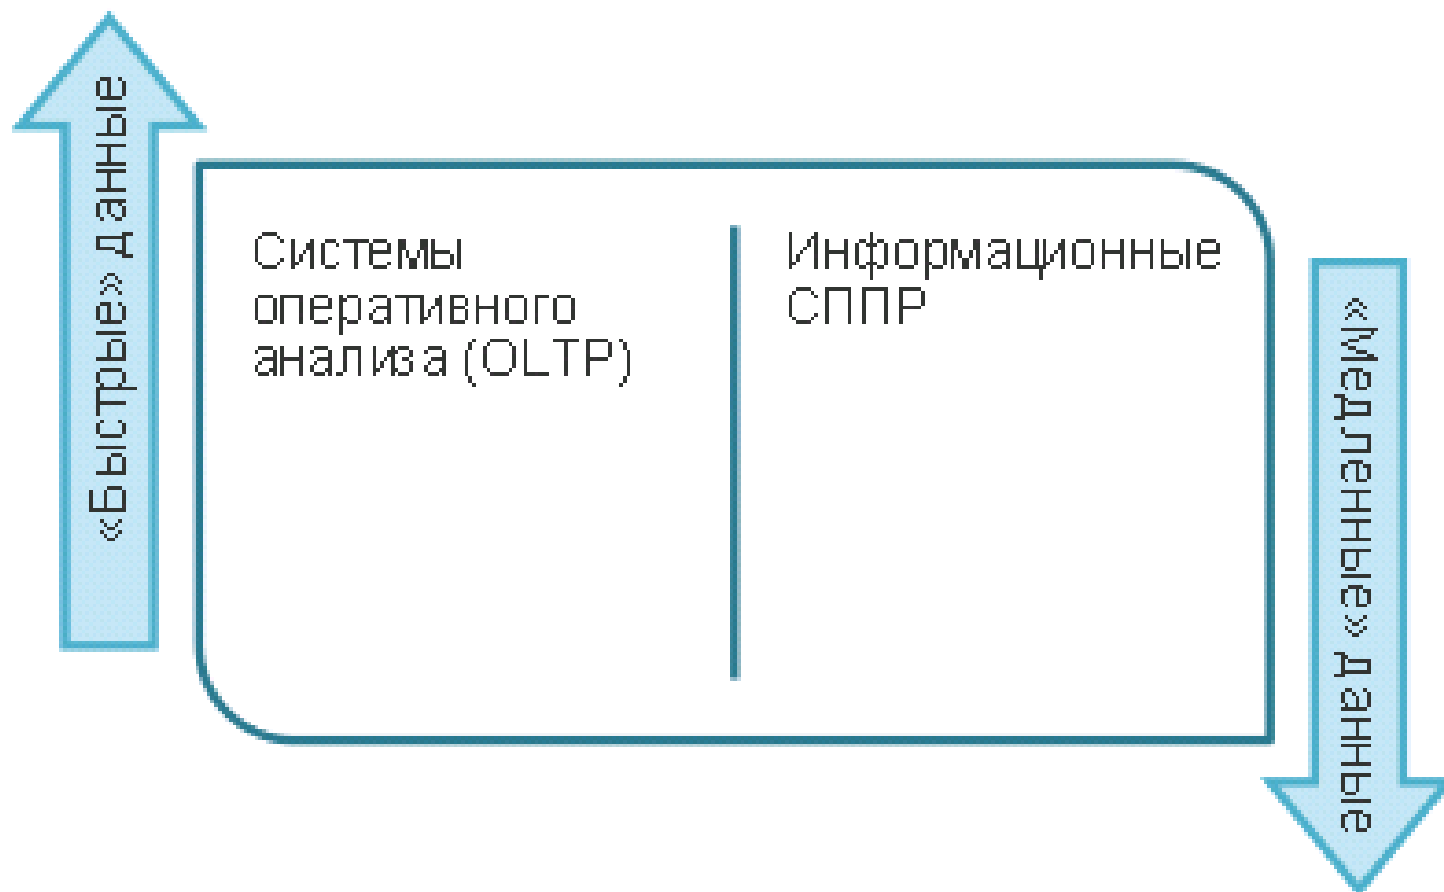 «Быстрые» данные
Системы
оперативного
анализа (OLTP)
Информационные
СППР
«Медленные» данные